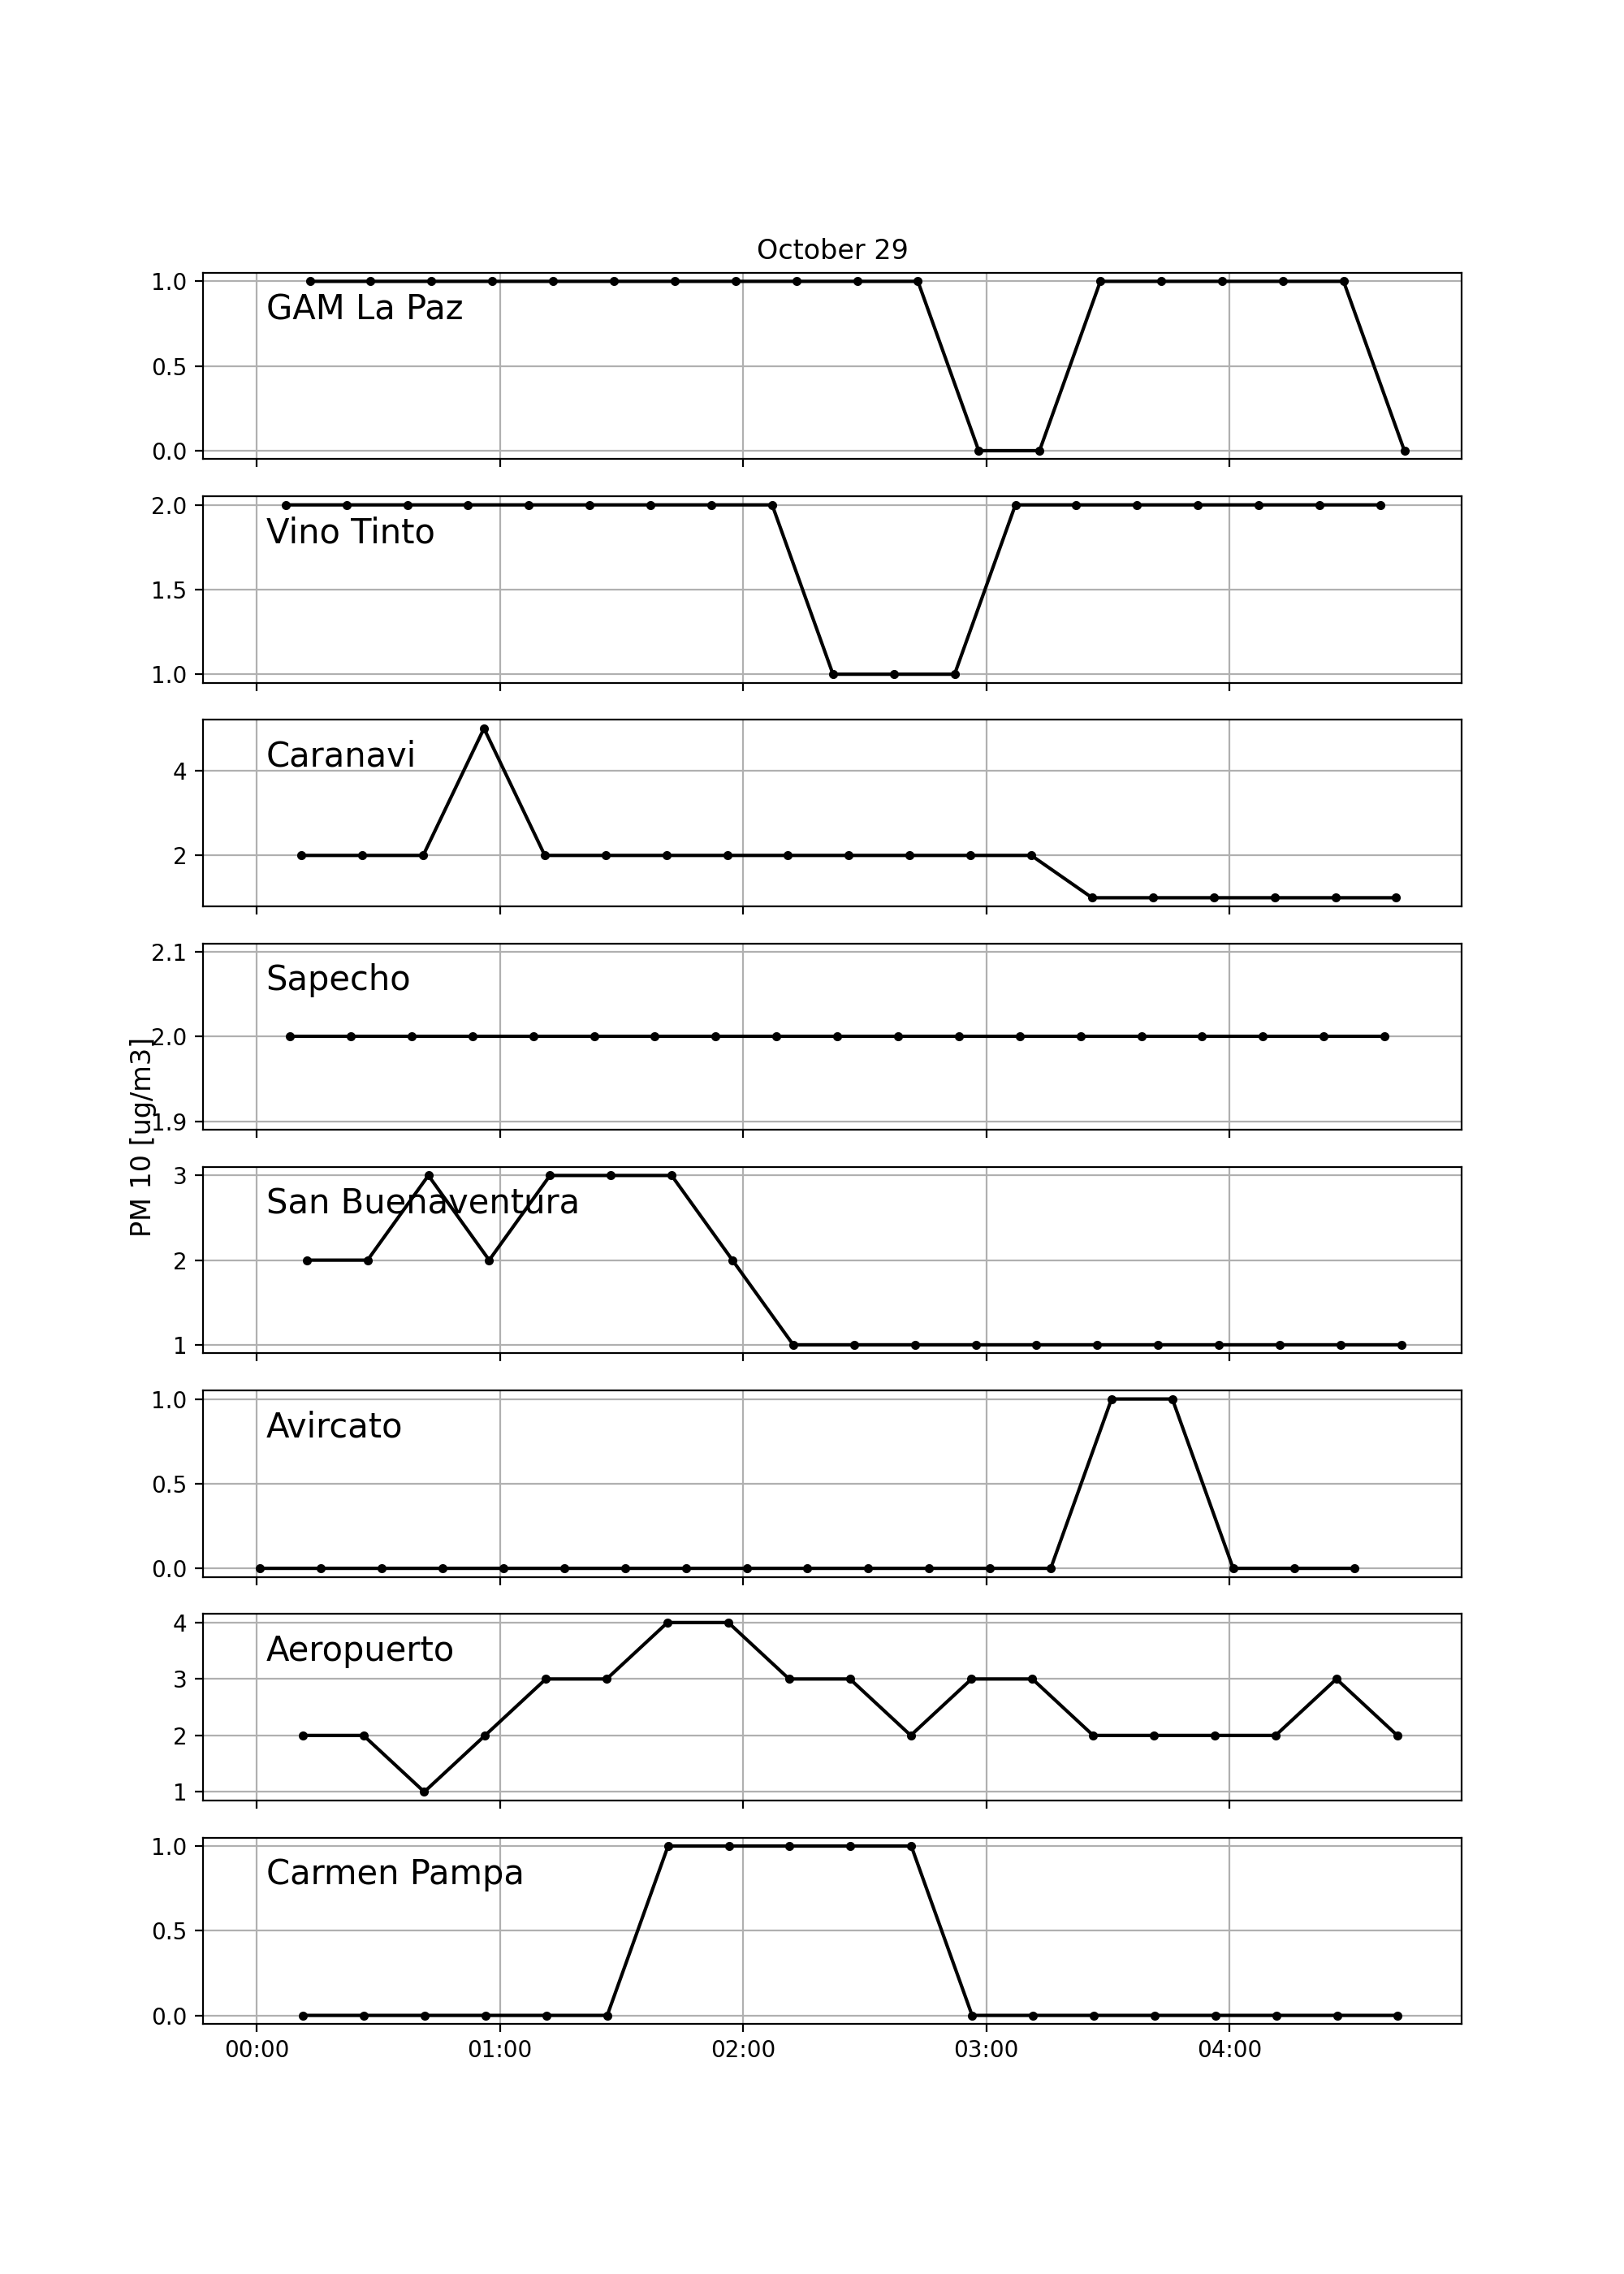 October 29
1.0
GAM La Paz
0.5
0.0
2.0
Vino Tinto
1.5
1.0
Caranavi
4
2
2.1
Sapecho
2.0
1.9
PM 10 [ug/m3]
3
San Buenaventura
2
1
1.0
Avircato
0.5
0.0
4
Aeropuerto
3
2
1
1.0
Carmen Pampa
0.5
0.0
00:00 01:00 02:00 03:00 04:00